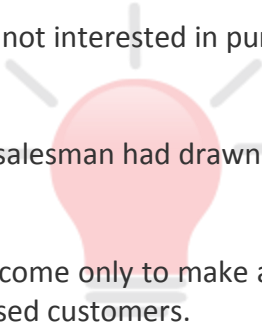 not interested in pur
salesman had drawn
come only to make a
sed customers.